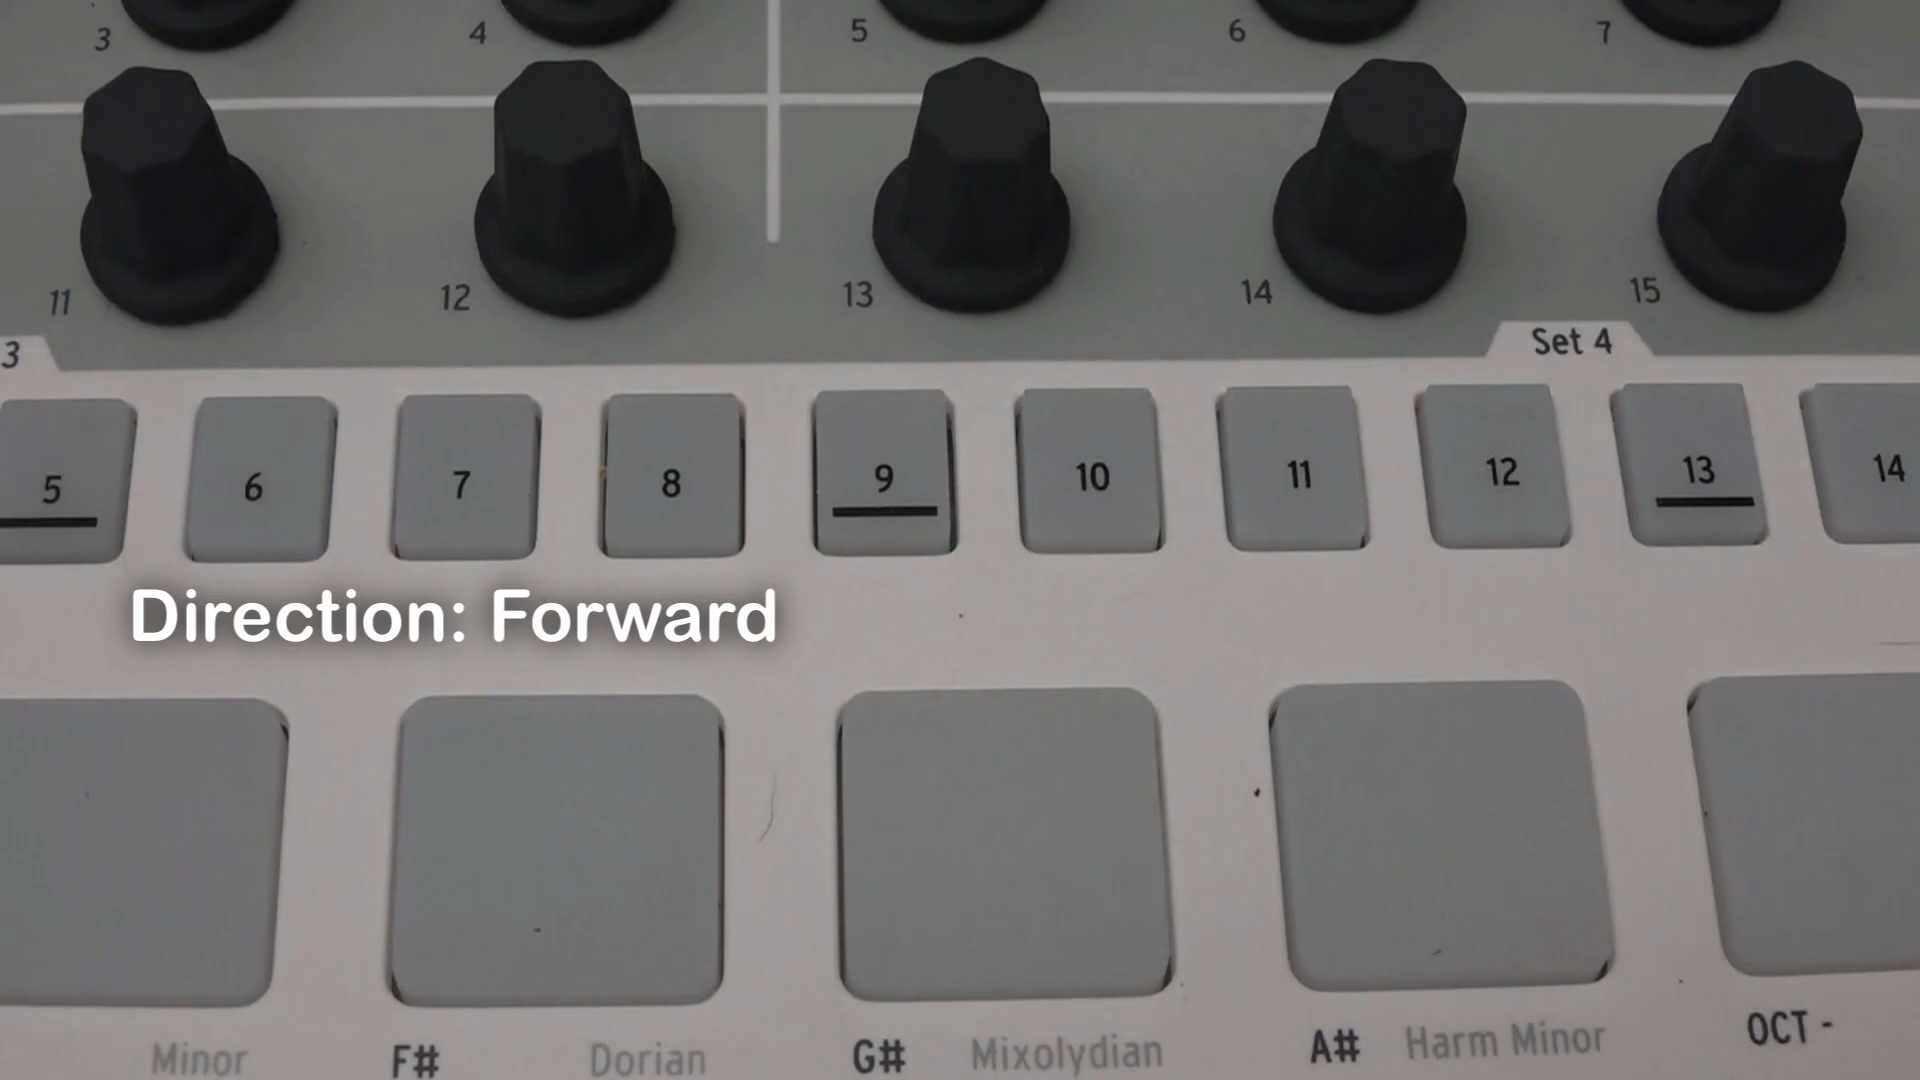 3 4 5 6 7
11 12 13 14 15
3 Set 4
5 6 7 8 9 10 11 12 13 14
Direction: Forward
Minor F# Dorian G# Mixolydian A# Harm Minor OCT -